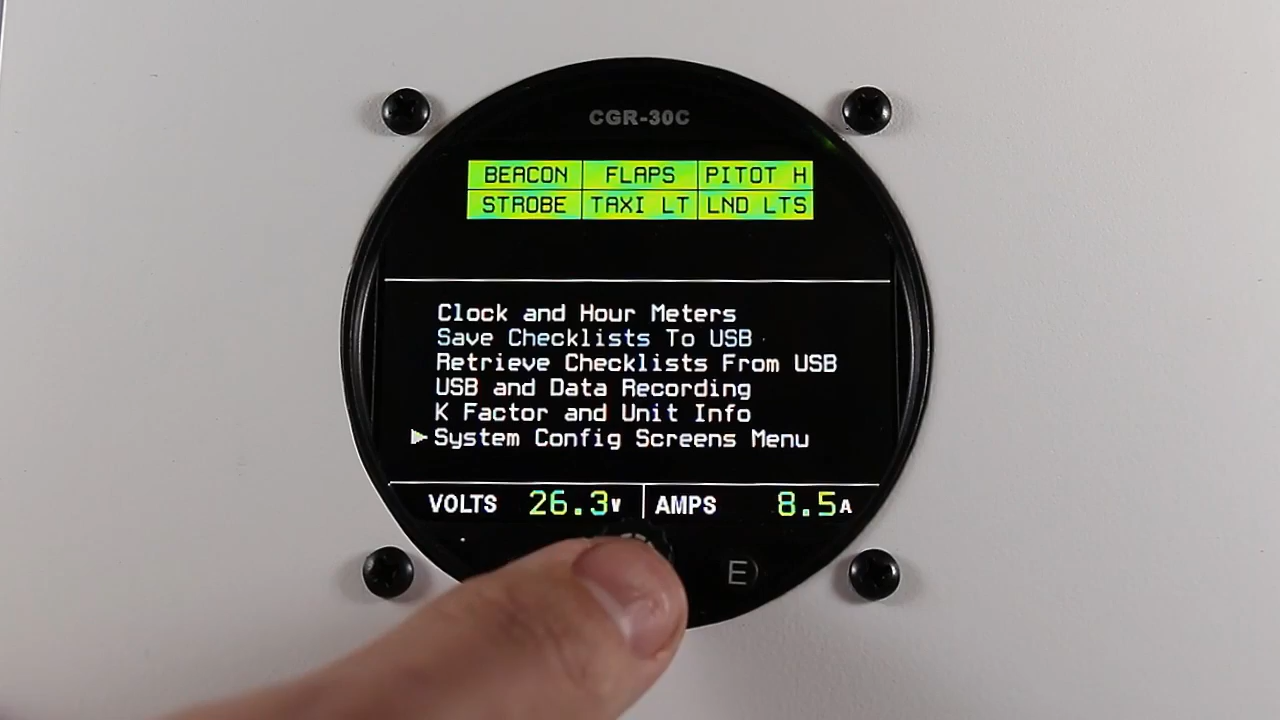 CGR-30C
BEACON FLAPS PITOT H
STROBE TAXI LT LND LTS
Clock and Hour Meters
Save Checklists To USB
Retrieve Checklists From USB
USB and Data Recording
K Factor and Unit Info
System Config Screens Menu
VOLTS 26.3V AMPS 8.5A
E